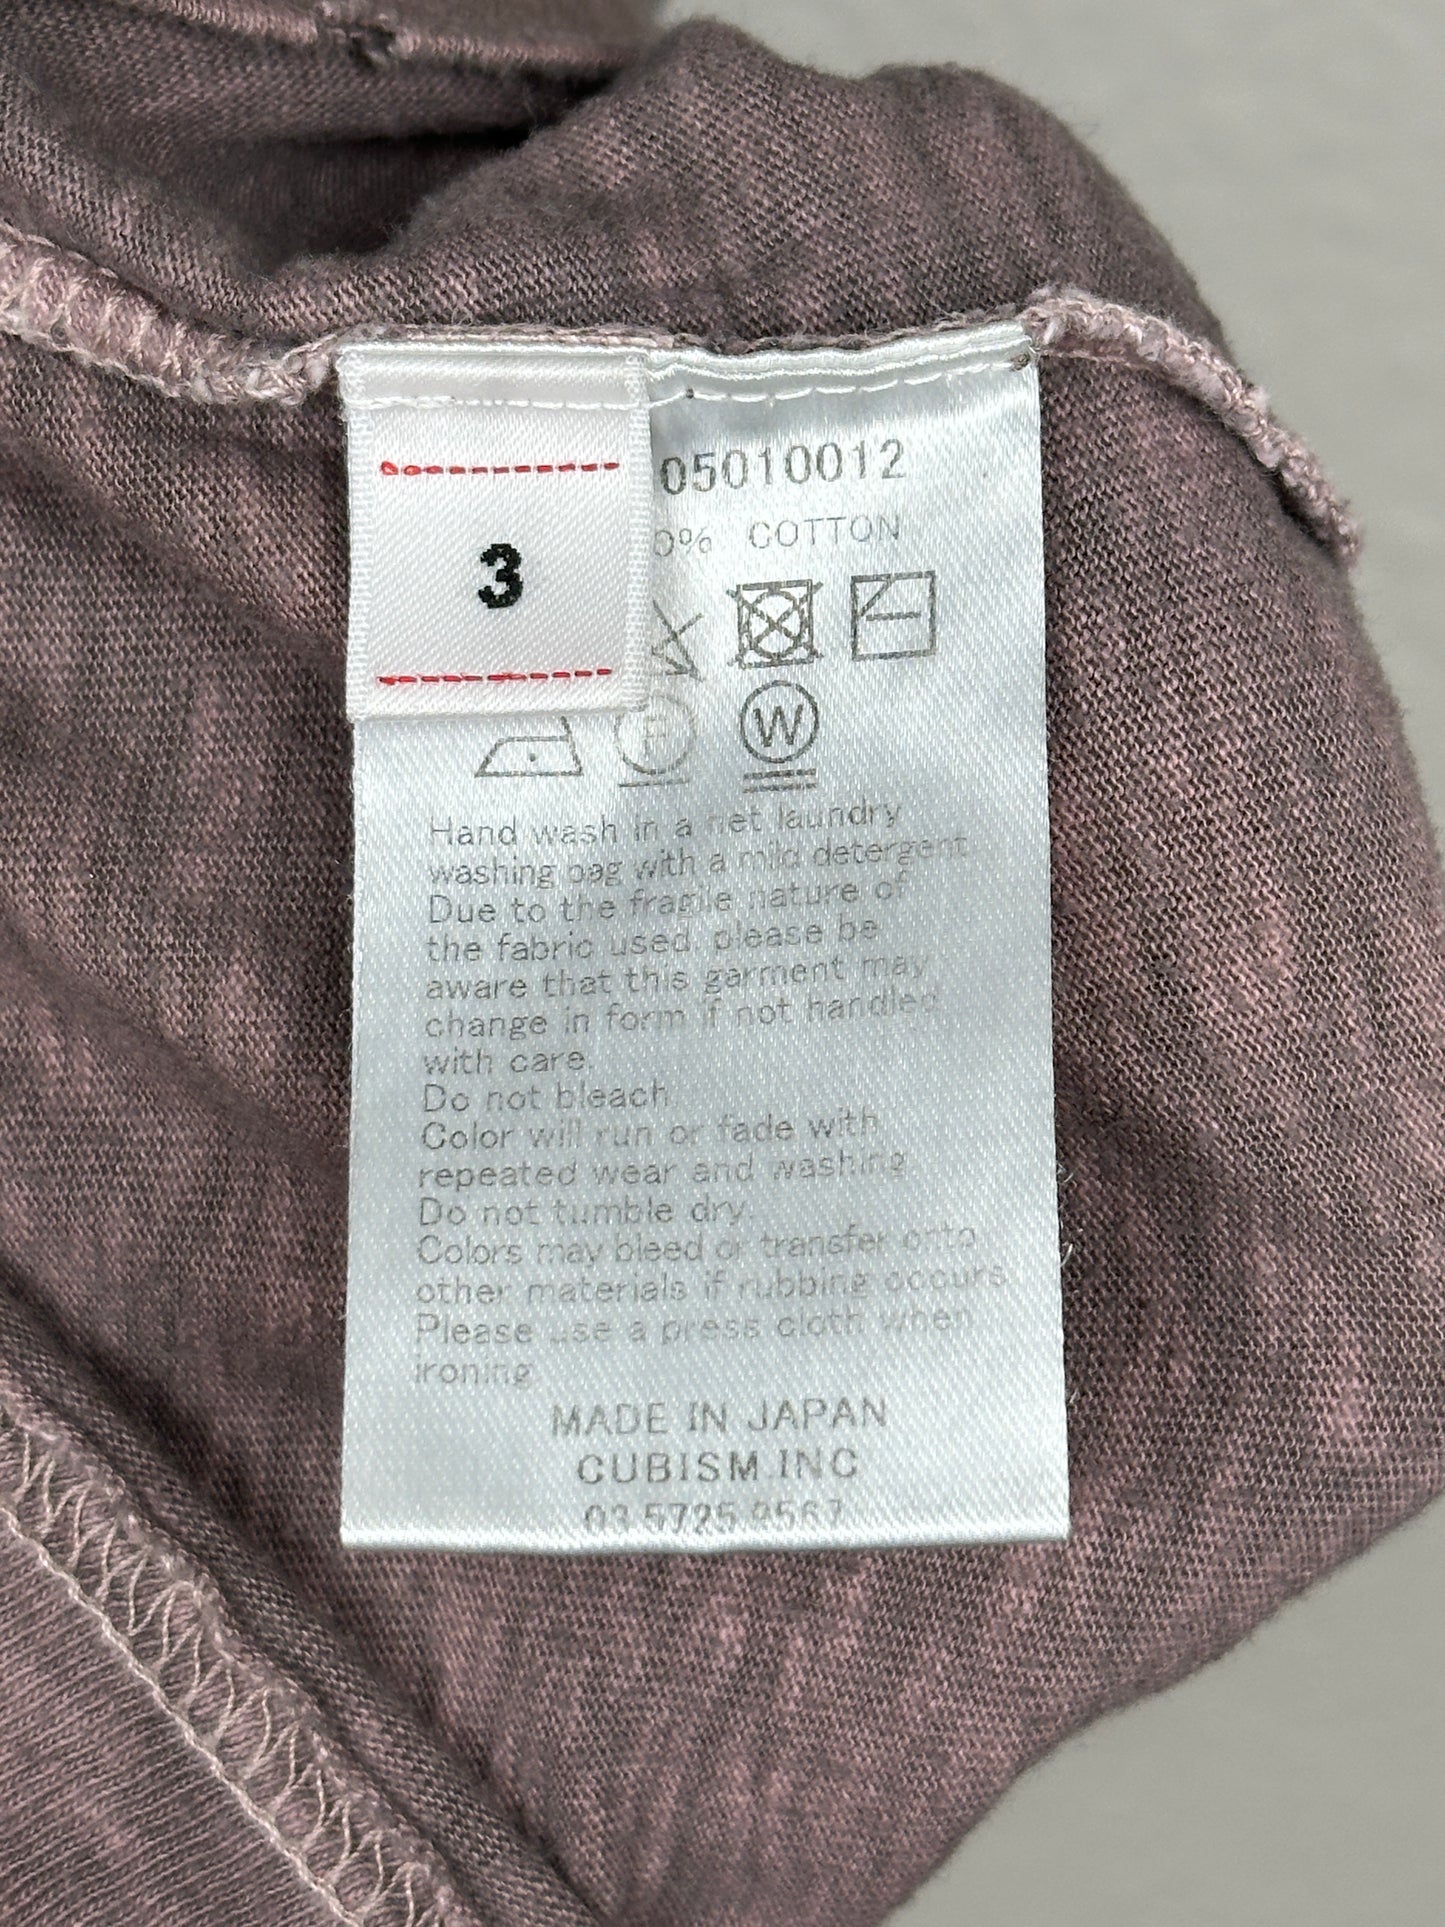 3
05010012
0% COTTON
W
Hand wash in a net laundry
washing bag with a mild detergent
Due to the fragile nature of
the fabric used, please be
aware that this garment may
change in form if not handled
with care.
Do not bleach.
Color will run or fade with
repeated wear and washing
Do not tumble dry.
Colors may bleed or transfer onto
other materials if rubbing occurs.
Please use a press cloth when
ironing.
MADE IN JAPAN
CUBISM.INC
03.5725.9567